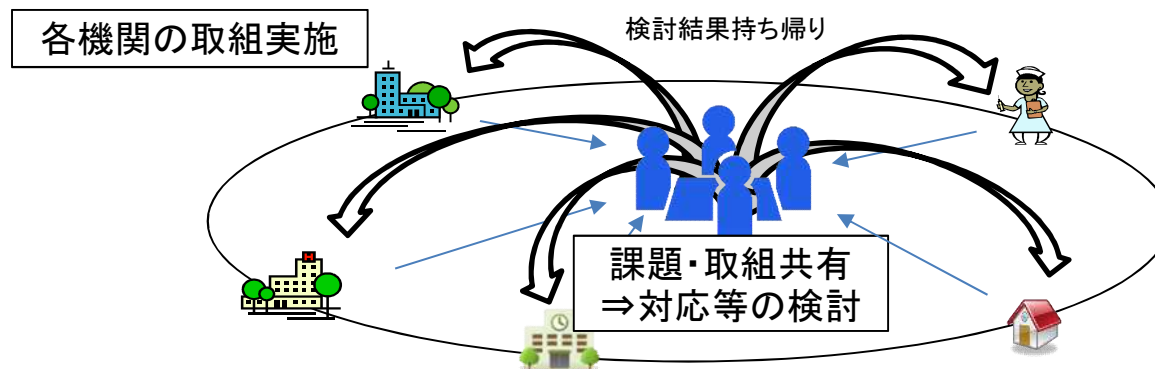 検討結果持ち帰り
各機関の取組実施
H
課題・取組共有
⇒対応等の検討